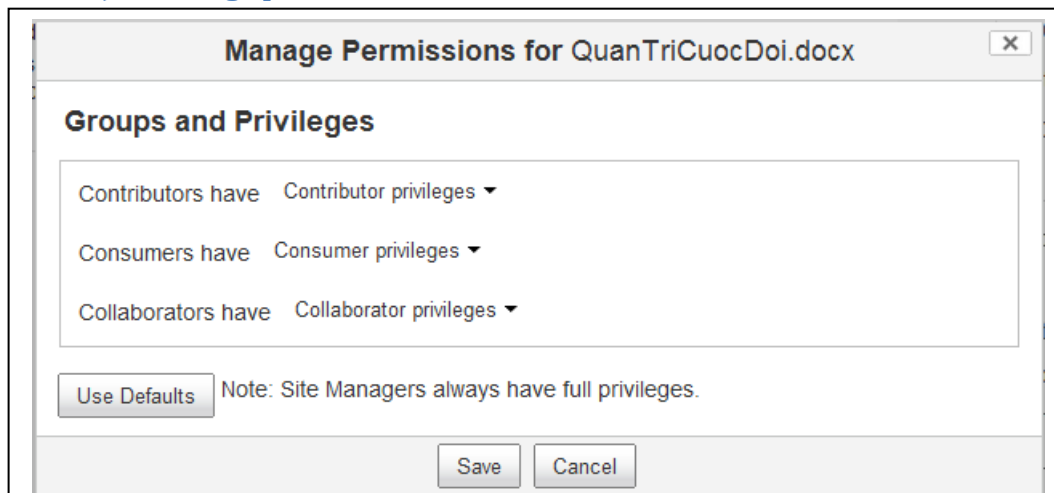 Manage Permissions for QuanTriCuocDoi.docx
Groups and Privileges
Contributors have Contributor privileges
Consumers have Consumer privileges
Collaborators have Collaborator privileges
Use Defaults Note: Site Managers always have full privileges.
Save Cancel